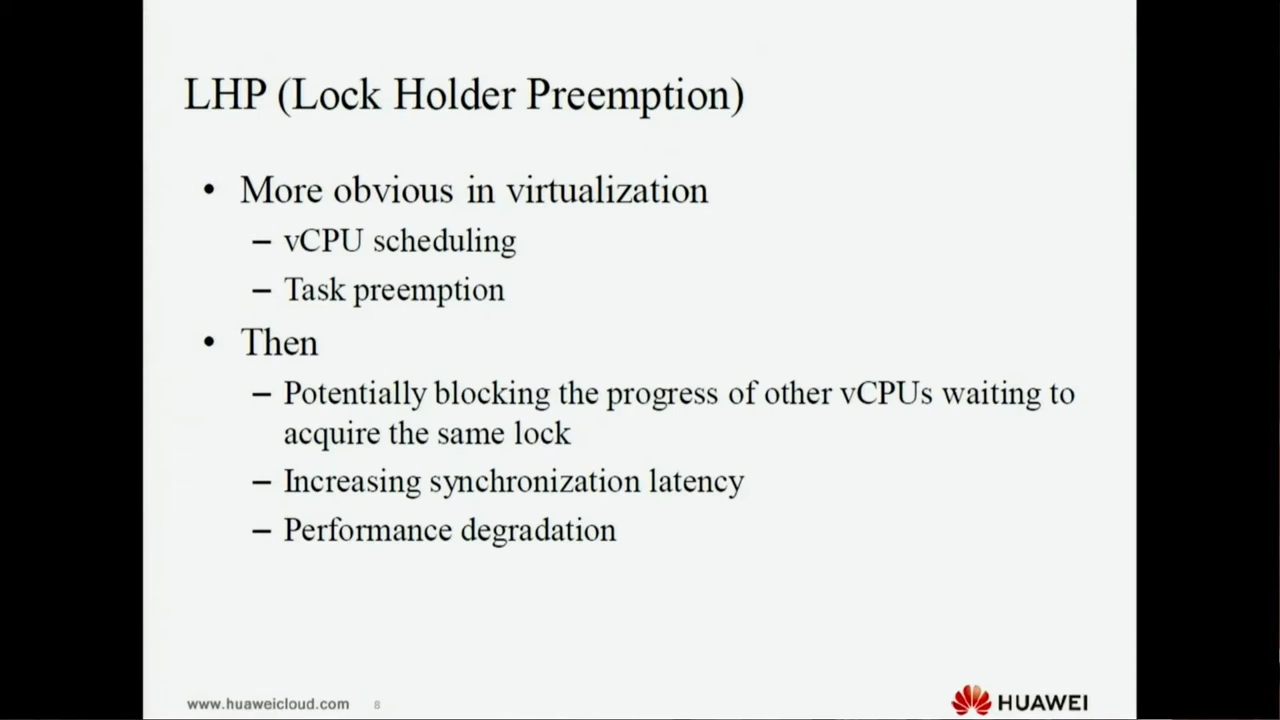 LHP (Lock Holder Preemption)
• More obvious in virtualization
– vCPU scheduling
– Task preemption
• Then
– Potentially blocking the progress of other vCPUs waiting to
acquire the same lock
– Increasing synchronization latency
– Performance degradation
www.huaweicloud.com 8
HUAWEI